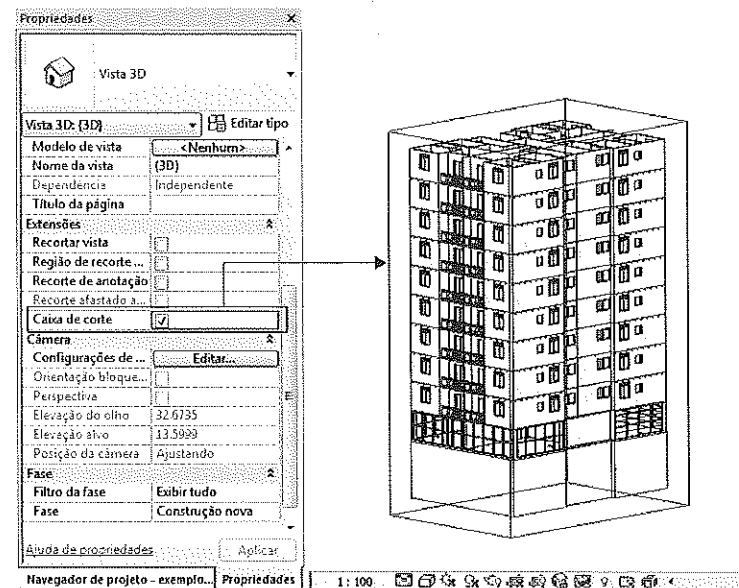 Propriedades X
Vista 3D
Vista 3D: {3D} Editar tipo
Modelo de vista <Nenhum>
Nome da vista {3D}
Dependência Independente
Título da página
Extensões
Recortar vista
Região de recorte ...
Recorte de anotação
Recorte afastado a...
Caixa de corte
Câmera
Configurações de ... Editar...
Orientação bloque...
Perspectiva
Elevação do olho 32.6735
Elevação alvo 13.5999
Posição da câmera Ajustando
Fase
Filtro da fase Exibir tudo
Fase Construção nova
Ajuda de propriedades Aplicar
Navegador de projeto - exemplo... Propriedades 1 : 100